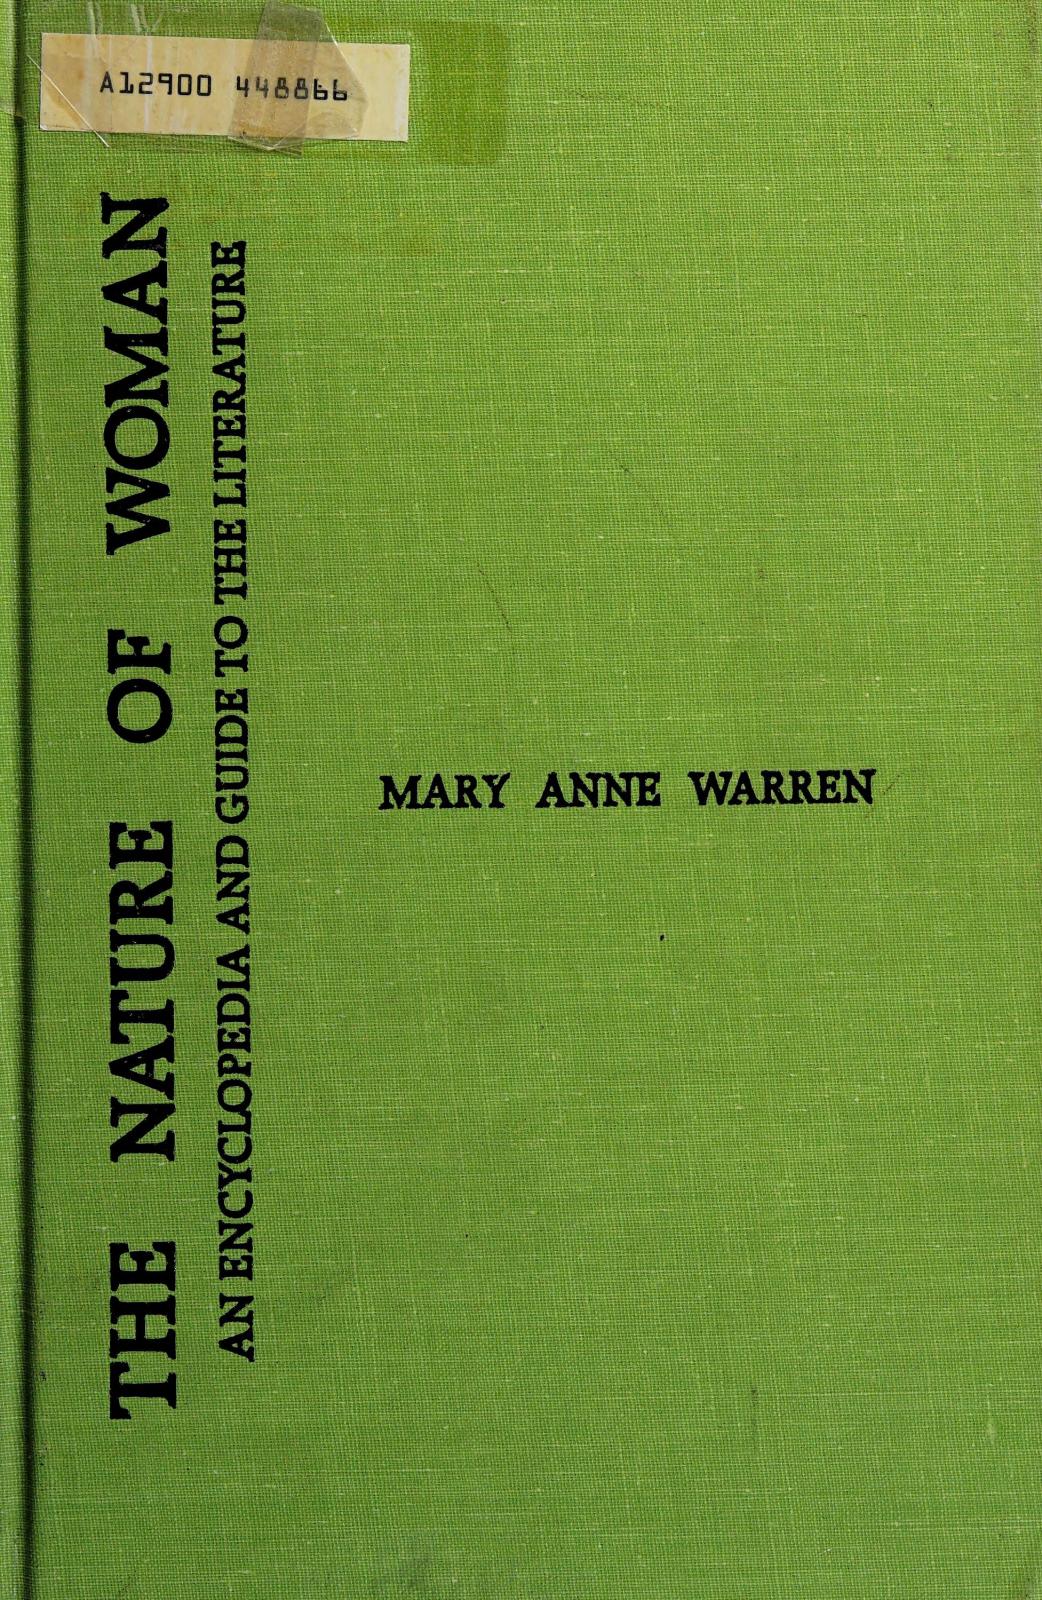 A12900 448866
THE NATURE OF WOMAN
AN ENCYCLOPEDIA AND GUIDE TO THE LITERATURE
MARY ANNE WARREN